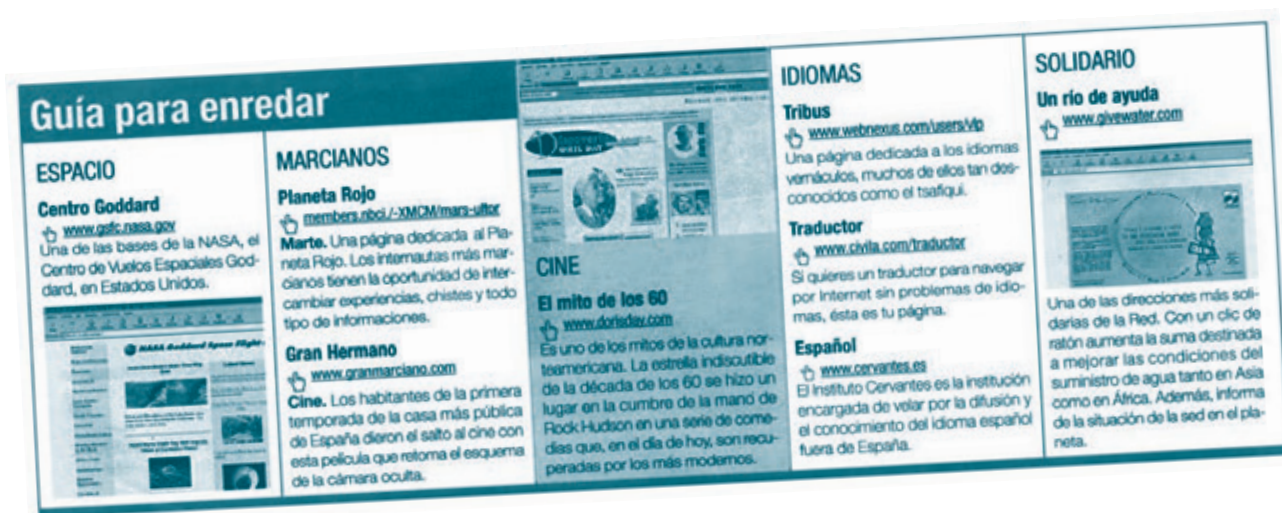 Guía para enredar
ESPACIO
Centro Goddard
www.gsfc.nasa.gov
Una de las bases de la NASA, el
Centro de Vuelos Espaciales God-
dard, en Estados Unidos.
NASA Goddard Space Flight
MARCIANOS
Planeta Rojo
members.nbci./-XMCM/mars-ultor
Marte. Una página dedicada al Pla-
neta Rojo. Los internautas más mar-
cianos tienen la oportunidad de inter-
cambiar experiencias, chistes y todo
tipo de informaciones.
Gran Hermano
www.granmarciano.com
Cine. Los habitantes de la primera
temporada de la casa más pública
de España dieron el salto al cine con
esta película que retoma el esquema
de la cámara oculta.
CINE
El mito de los 60
www.dorisday.com
Es uno de los mitos de la cultura nor-
teamericana. La estrella indiscutible
de la década de los 60 se hizo un
lugar en la cumbre de la mano de
Rock Hudson en una serie de come-
dias que, en el día de hoy, son recu-
peradas por los más modernos.
IDIOMAS
Tribus
www.webnexus.com/users/vlp
Una página dedicada a los idiomas
vernáculos, muchos de ellos tan des-
conocidos como el tsafiqui.
Traductor
www.civila.com/traductor
Si quieres un traductor para navegar
por Internet sin problemas de idio-
mas, ésta es tu página.
Español
www.cervantes.es
El Instituto Cervantes es la institución
encargada de velar por la difusión y
el conocimiento del idioma español
fuera de España.
SOLIDARIO
Un río de ayuda
www.givewater.com
Una de las direcciones más soli-
darias de la Red. Con un clic de
ratón aumenta la suma destinada
a mejorar las condiciones del
suministro de agua tanto en Asia
como en África. Además, informa
de la situación de la sed en el pla-
neta.